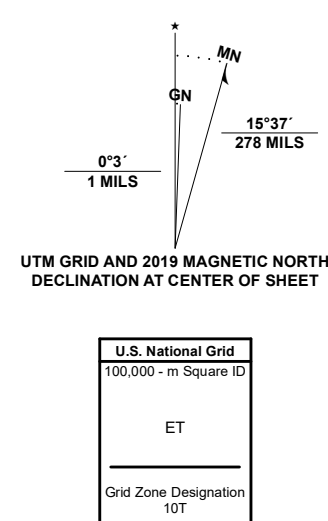 ★
MN
GN
15°37´
278 MILS
0°3´
1 MILS
UTM GRID AND 2019 MAGNETIC NORTH
DECLINATION AT CENTER OF SHEET
U.S. National Grid
100,000 - m Square ID
ET
Grid Zone Designation
10T